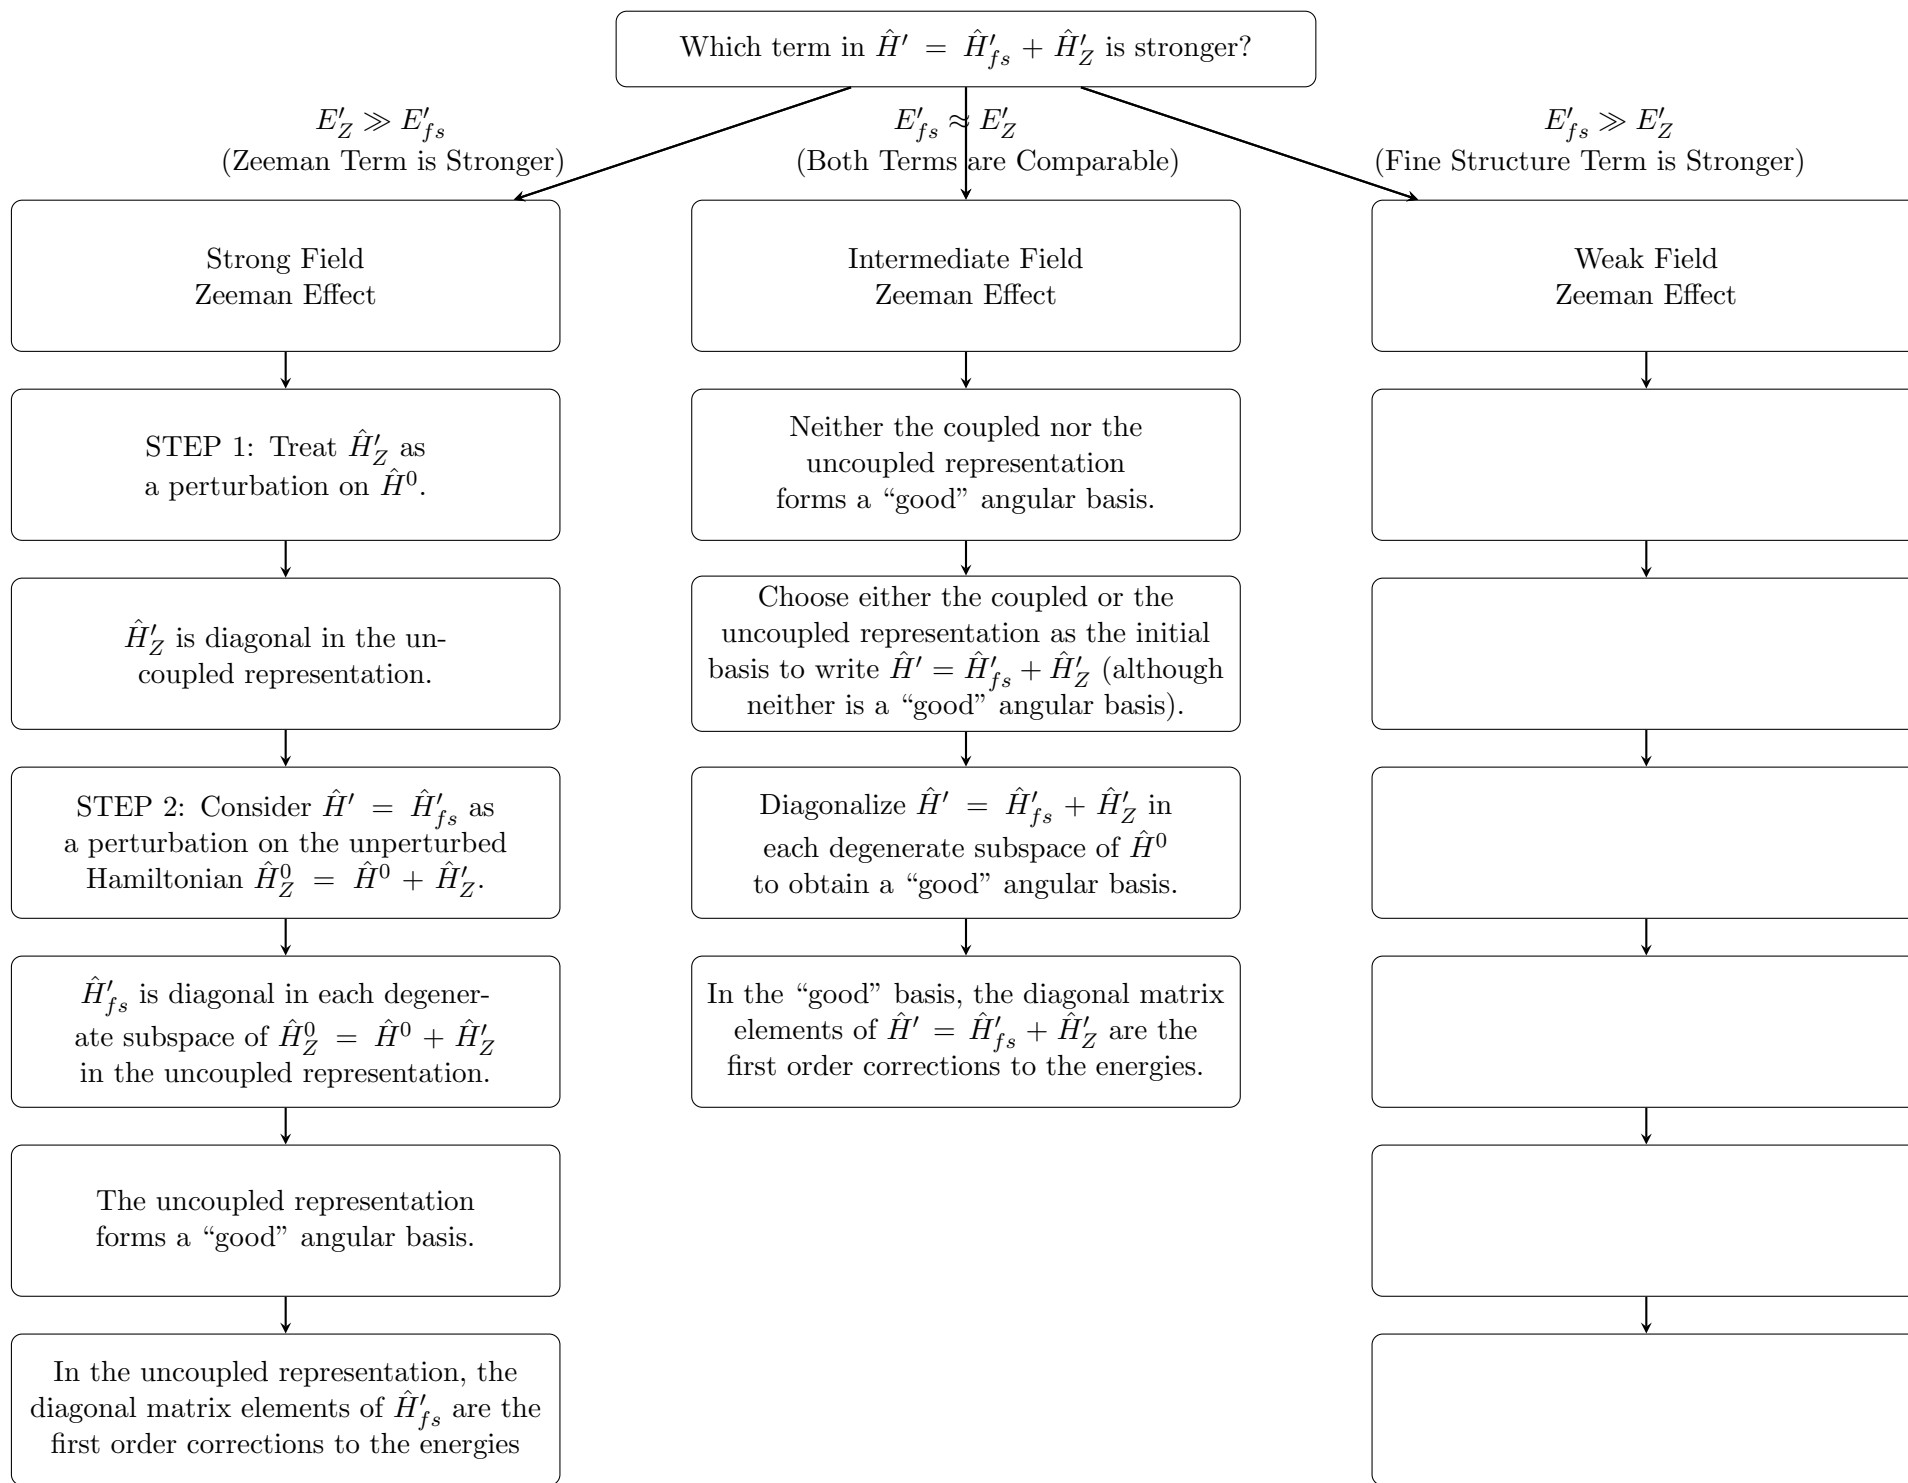 Which term in Ĥ′ = Ĥ′_fs + Ĥ′_Z is stronger?
E′_Z ≫ E′_fs
(Zeeman Term is Stronger)
E′_fs ≈ E′_Z
(Both Terms are Comparable)
E′_fs ≫ E′_Z
(Fine Structure Term is Stronger)
Strong Field
Zeeman Effect
Intermediate Field
Zeeman Effect
Weak Field
Zeeman Effect
STEP 1: Treat Ĥ′_Z as
a perturbation on Ĥ⁰.
Neither the coupled nor the
uncoupled representation
forms a “good” angular basis.
Ĥ′_Z is diagonal in the un-
coupled representation.
Choose either the coupled or the
uncoupled representation as the initial
basis to write Ĥ′ = Ĥ′_fs + Ĥ′_Z (although
neither is a “good” angular basis).
STEP 2: Consider Ĥ′ = Ĥ′_fs as
a perturbation on the unperturbed
Hamiltonian Ĥ⁰_Z = Ĥ⁰ + Ĥ′_Z.
Diagonalize Ĥ′ = Ĥ′_fs + Ĥ′_Z in
each degenerate subspace of Ĥ⁰
to obtain a “good” angular basis.
Ĥ′_fs is diagonal in each degener-
ate subspace of Ĥ⁰_Z = Ĥ⁰ + Ĥ′_Z
in the uncoupled representation.
In the “good” basis, the diagonal matrix
elements of Ĥ′ = Ĥ′_fs + Ĥ′_Z are the
first order corrections to the energies.
The uncoupled representation
forms a “good” angular basis.
In the uncoupled representation, the
diagonal matrix elements of Ĥ′_fs are the
first order corrections to the energies